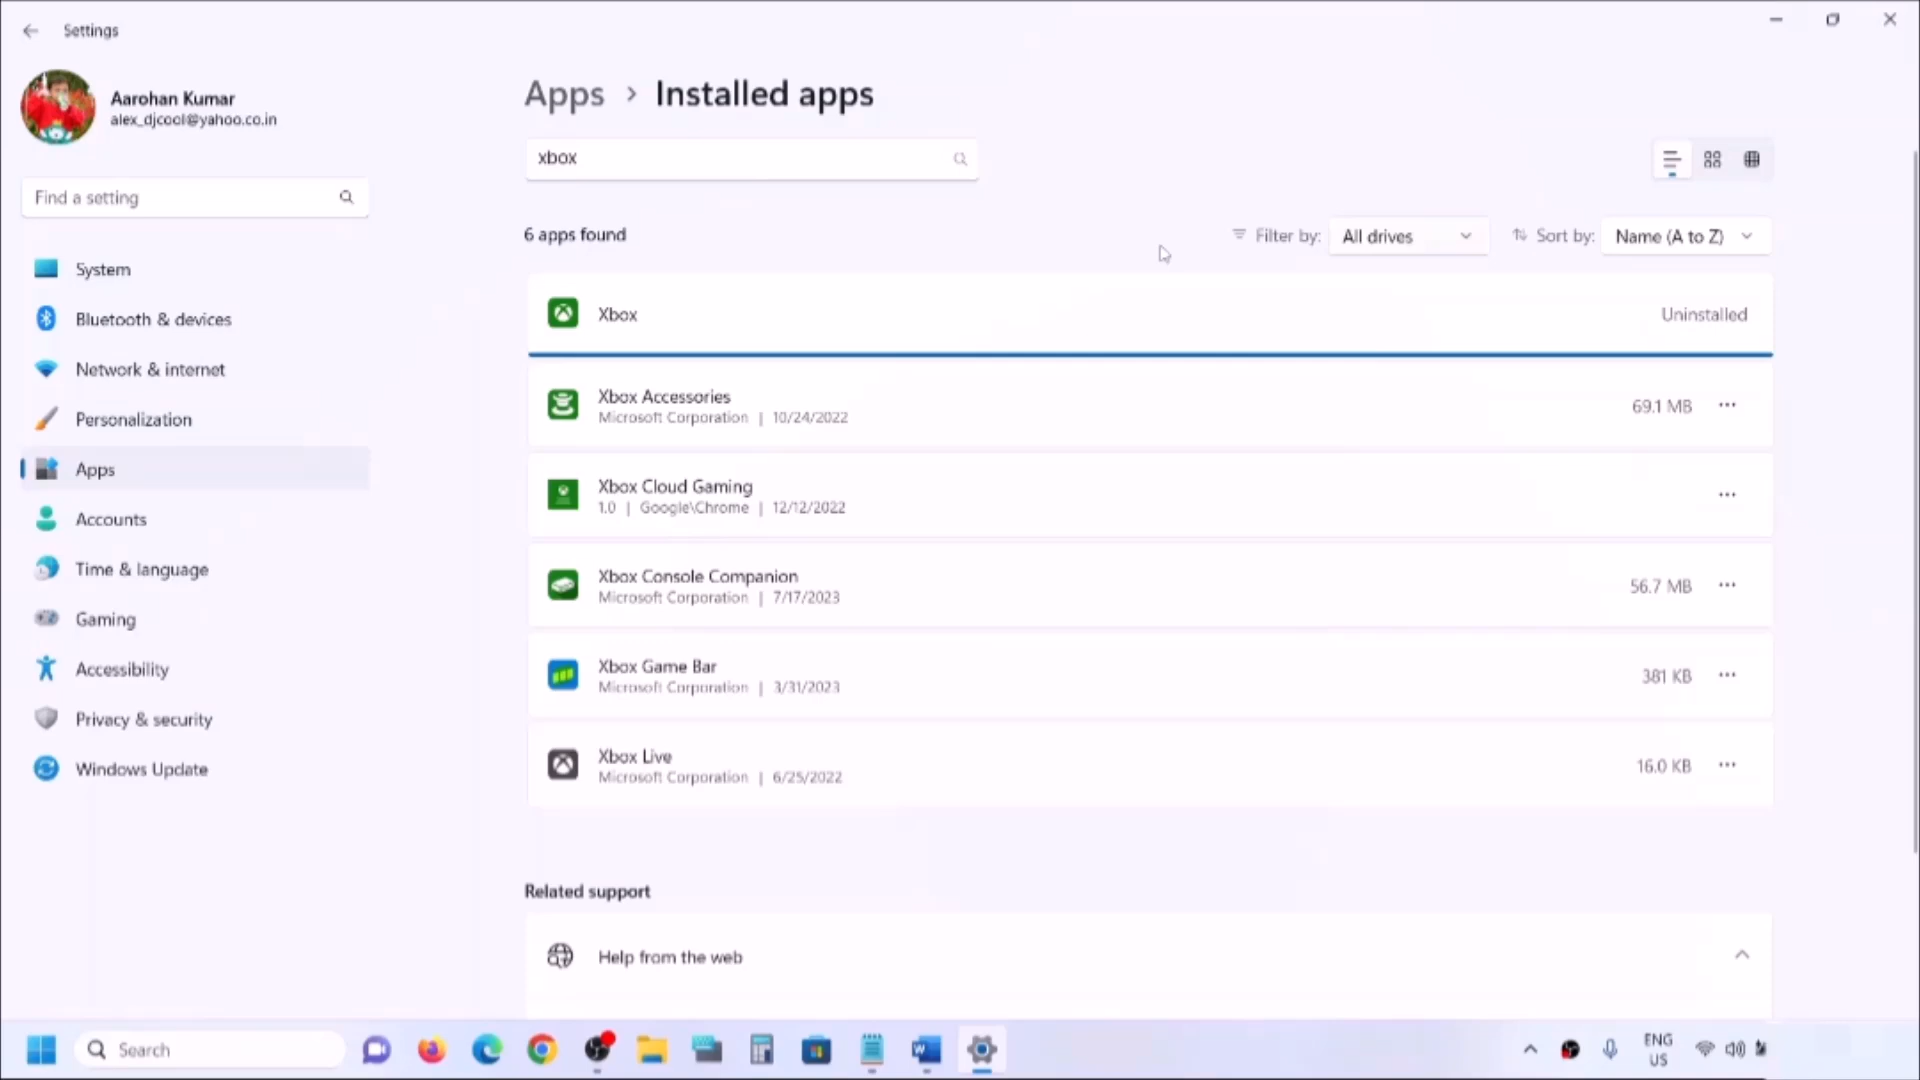 Settings
Aarohan Kumar
alex_djcool@yahoo.co.in
Find a setting
System
Bluetooth & devices
Network & internet
Personalization
Apps
Accounts
Time & language
Gaming
Accessibility
Privacy & security
Windows Update
Apps > Installed apps
xbox
6 apps found
Filter by: All drives
Sort by: Name (A to Z)
Xbox
Uninstalled
Xbox Accessories
Microsoft Corporation | 10/24/2022
69.1 MB
Xbox Cloud Gaming
1.0 | Google\Chrome | 12/12/2022
Xbox Console Companion
Microsoft Corporation | 7/17/2023
56.7 MB
Xbox Game Bar
Microsoft Corporation | 3/31/2023
381 KB
Xbox Live
Microsoft Corporation | 6/25/2022
16.0 KB
Related support
Help from the web
Search
ENG
US